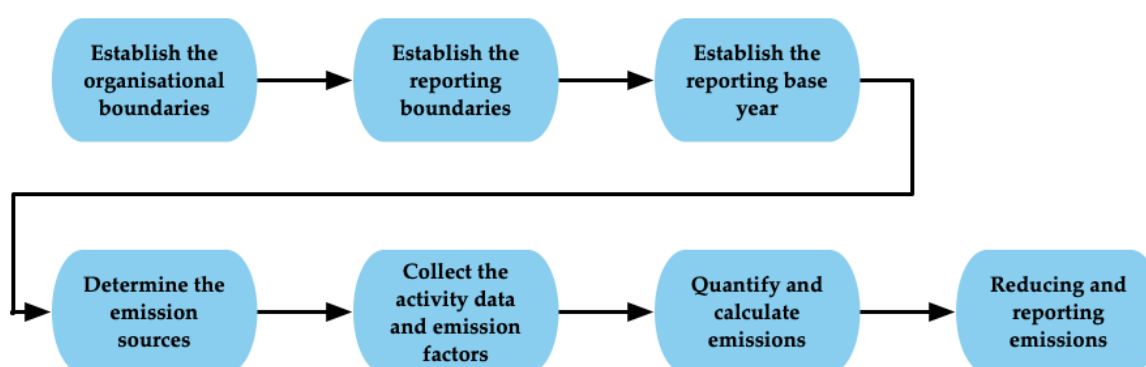 Establish the
organisational
boundaries
Establish the
reporting
boundaries
Establish the
reporting base
year
Determine the
emission
sources
Collect the
activity data
and emission
factors
Quantify and
calculate
emissions
Reducing and
reporting
emissions